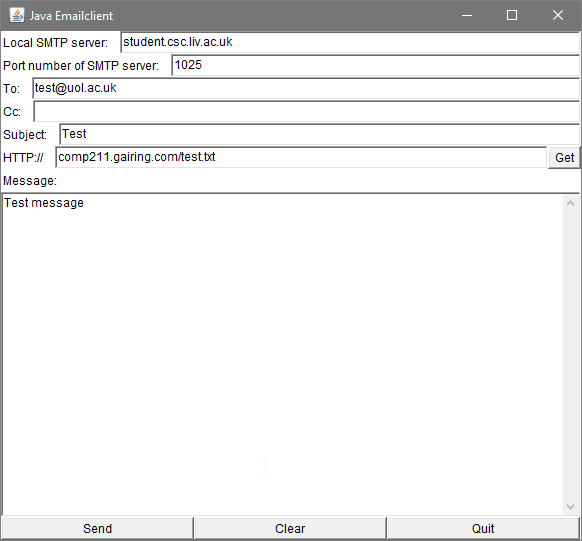 Java Emailclient
Local SMTP server: student.csc.liv.ac.uk
Port number of SMTP server: 1025
To: test@uol.ac.uk
Cc:
Subject: Test
HTTP:// comp211.gairing.com/test.txt Get
Message:
Test message
Send Clear Quit